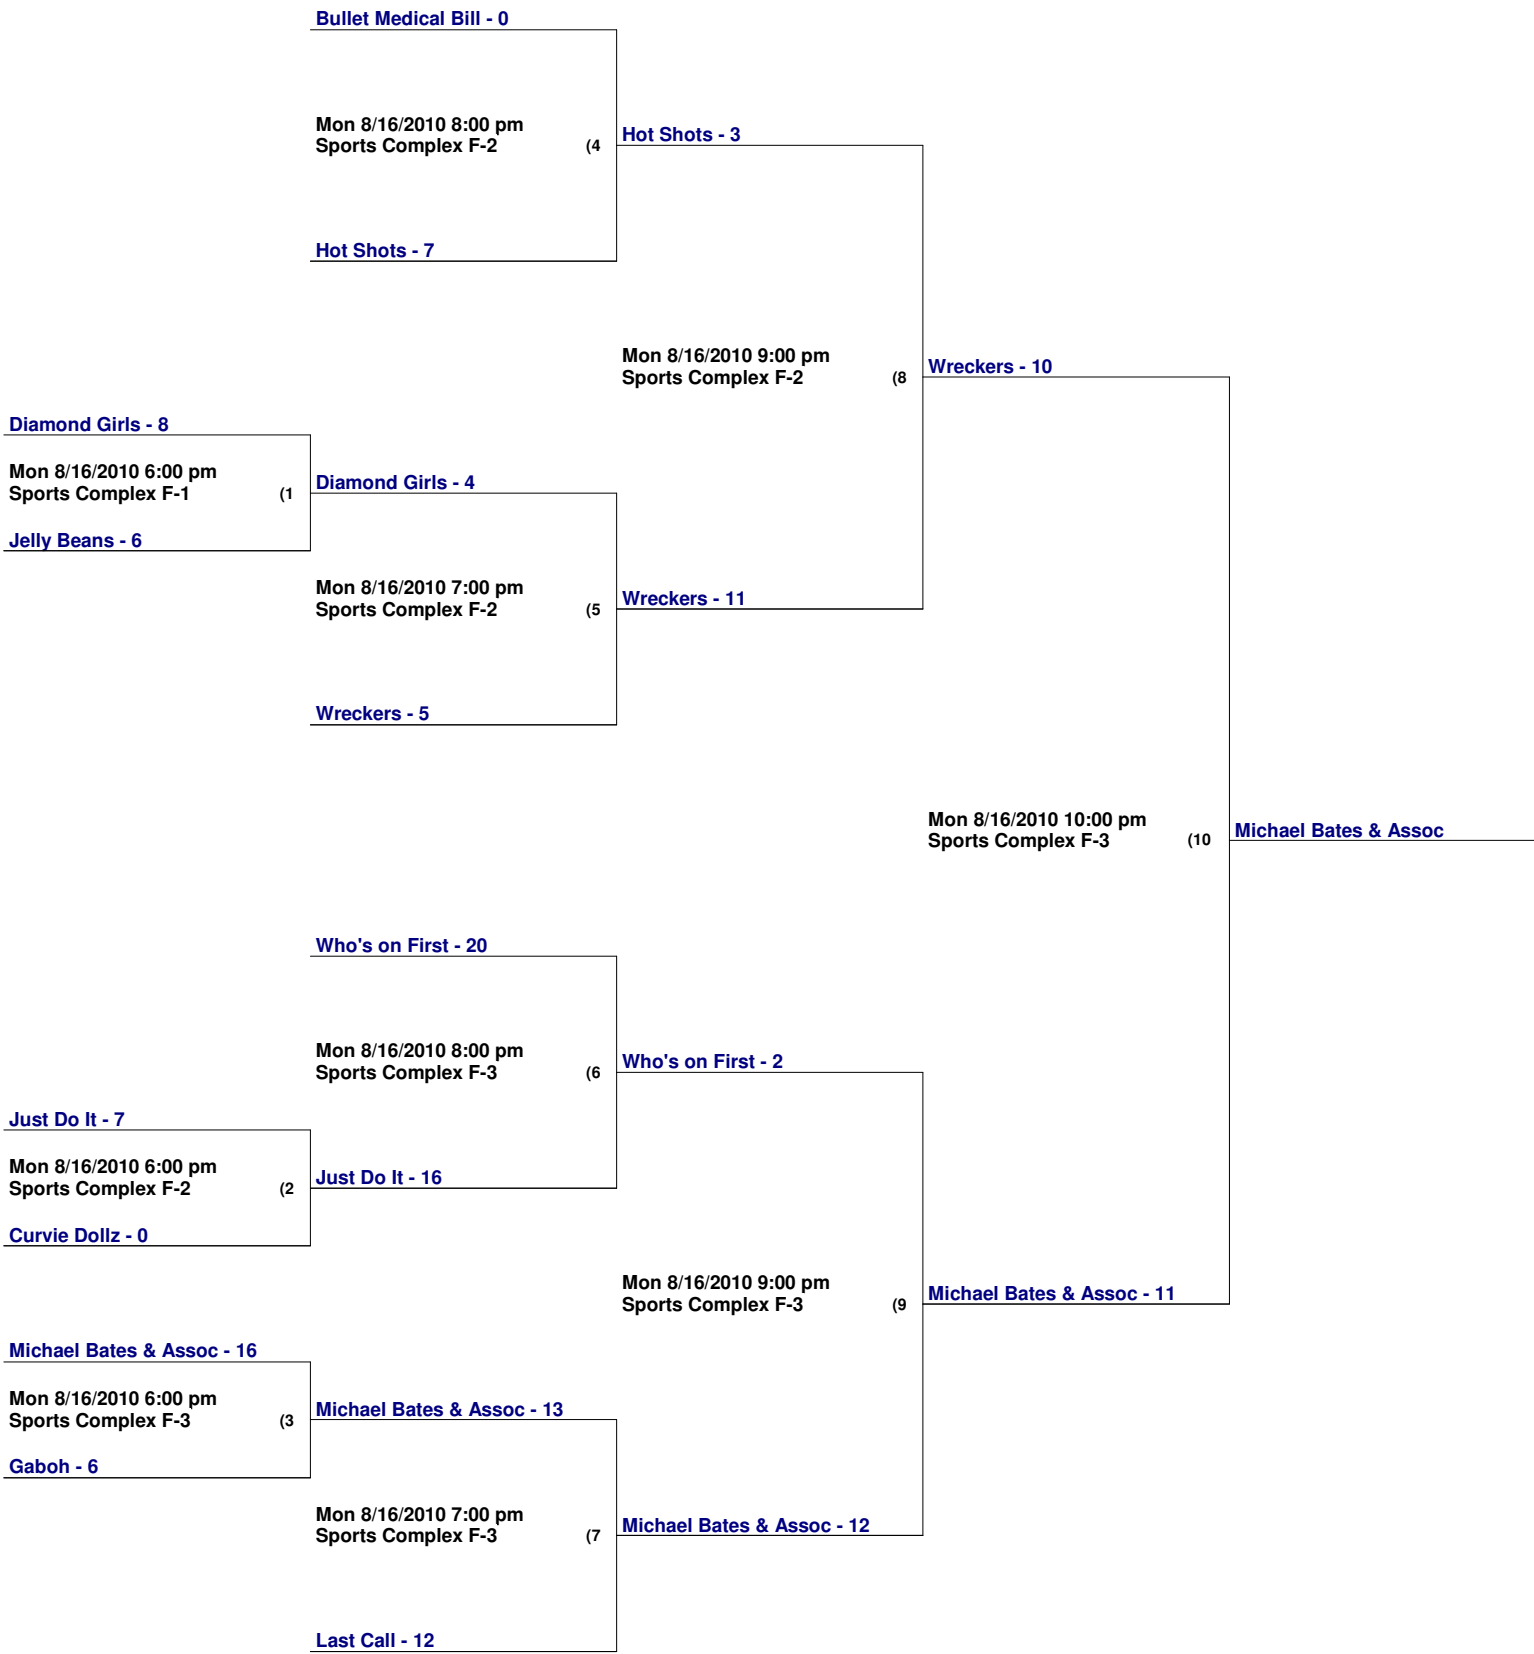 Bullet Medical Bill - 0
Mon 8/16/2010 8:00 pm
Sports Complex F-2 (4
Hot Shots - 3
Hot Shots - 7
Mon 8/16/2010 9:00 pm
Sports Complex F-2 (8
Wreckers - 10
Diamond Girls - 8
Mon 8/16/2010 6:00 pm
Sports Complex F-1 (1
Diamond Girls - 4
Jelly Beans - 6
Mon 8/16/2010 7:00 pm
Sports Complex F-2 (5
Wreckers - 11
Wreckers - 5
Mon 8/16/2010 10:00 pm
Sports Complex F-3 (10
Michael Bates & Assoc
Who's on First - 20
Mon 8/16/2010 8:00 pm
Sports Complex F-3 (6
Who's on First - 2
Just Do It - 7
Mon 8/16/2010 6:00 pm
Sports Complex F-2 (2
Just Do It - 16
Curvie Dollz - 0
Mon 8/16/2010 9:00 pm
Sports Complex F-3 (9
Michael Bates & Assoc - 11
Michael Bates & Assoc - 16
Mon 8/16/2010 6:00 pm
Sports Complex F-3 (3
Michael Bates & Assoc - 13
Gaboh - 6
Mon 8/16/2010 7:00 pm
Sports Complex F-3 (7
Michael Bates & Assoc - 12
Last Call - 12